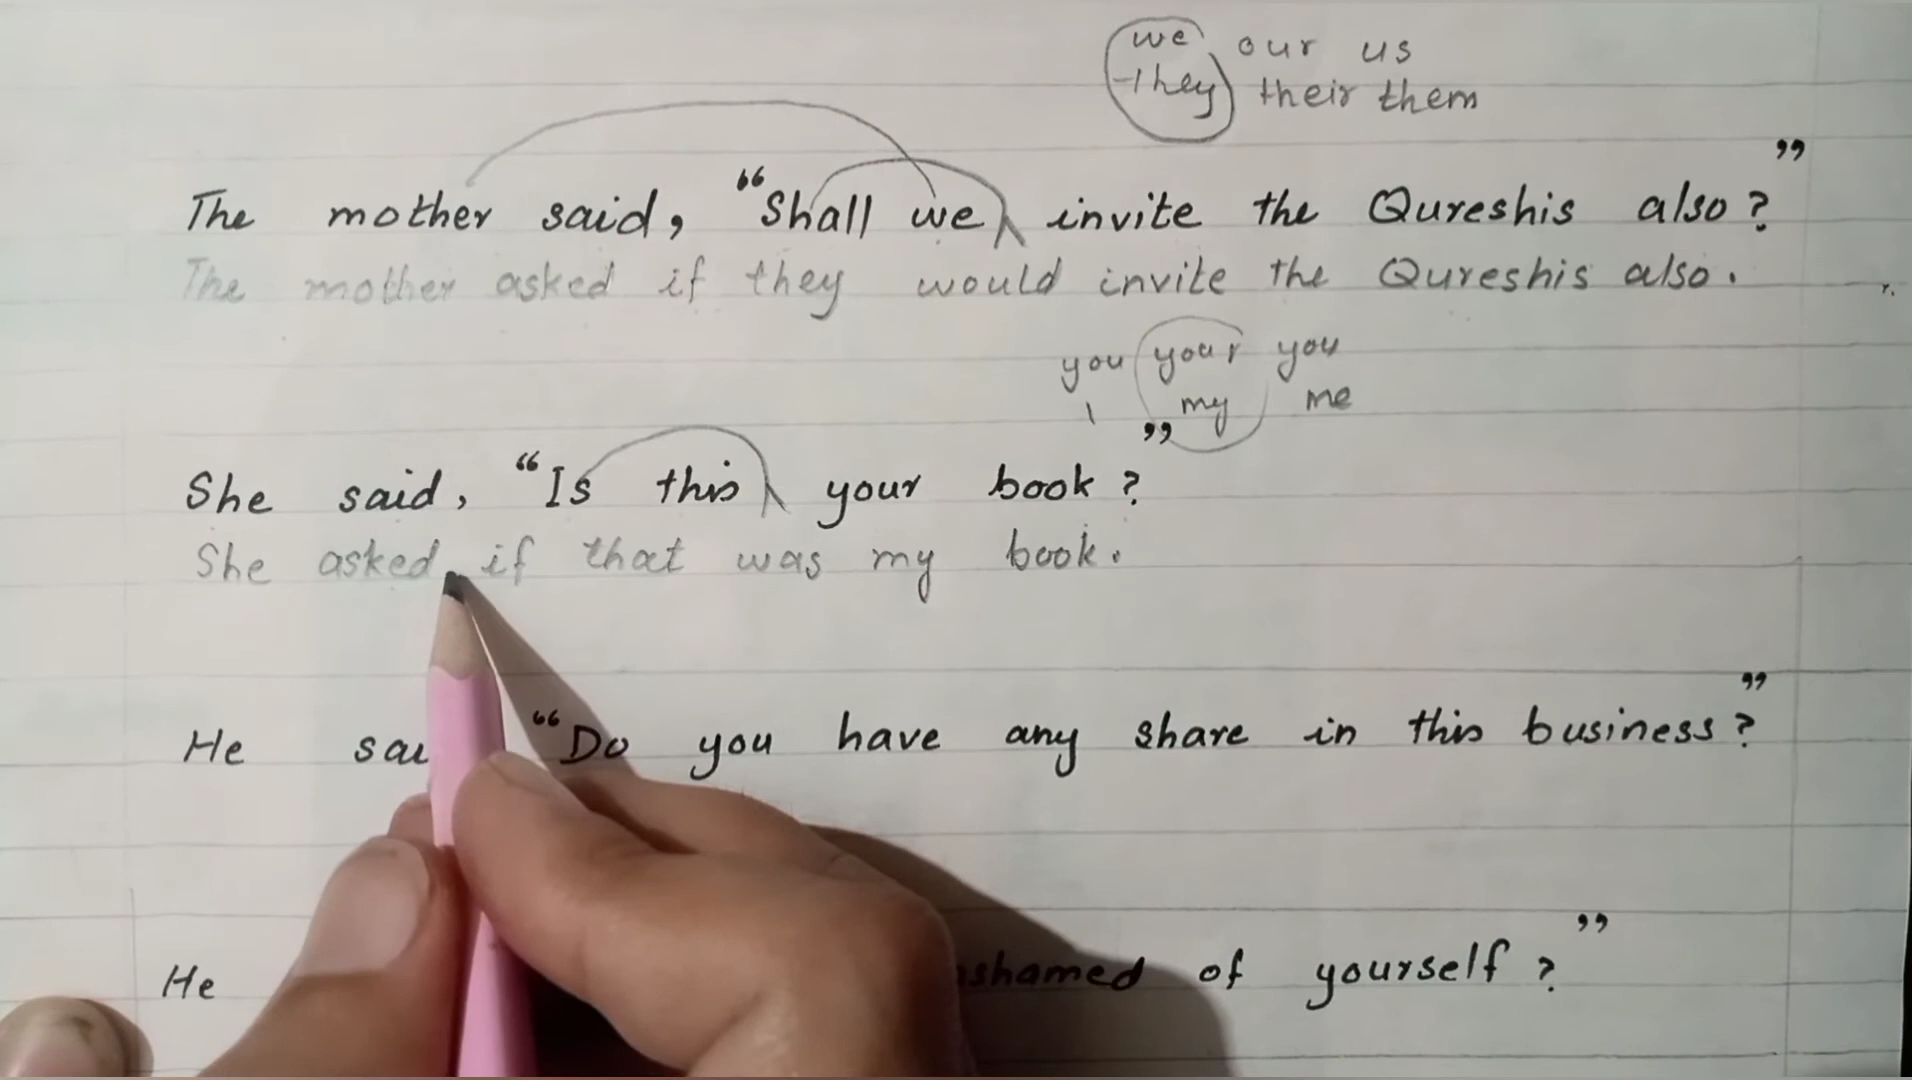 we our us
they their them
The mother said, “Shall we invite the Qureshis also?”
The mother asked if they would invite the Qureshis also.
you your you
I my me
She said, “Is this your book?”
She asked if that was my book.
He “Do you have any share in this business?”
He of yourself?”